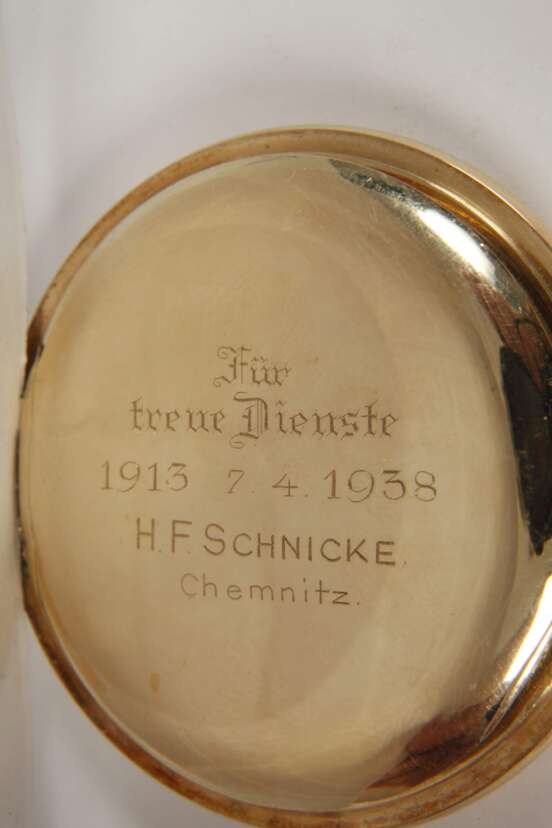 Für
treue Dienste
1913 7. 4. 1938
H. F. SCHNICKE.
Chemnitz.